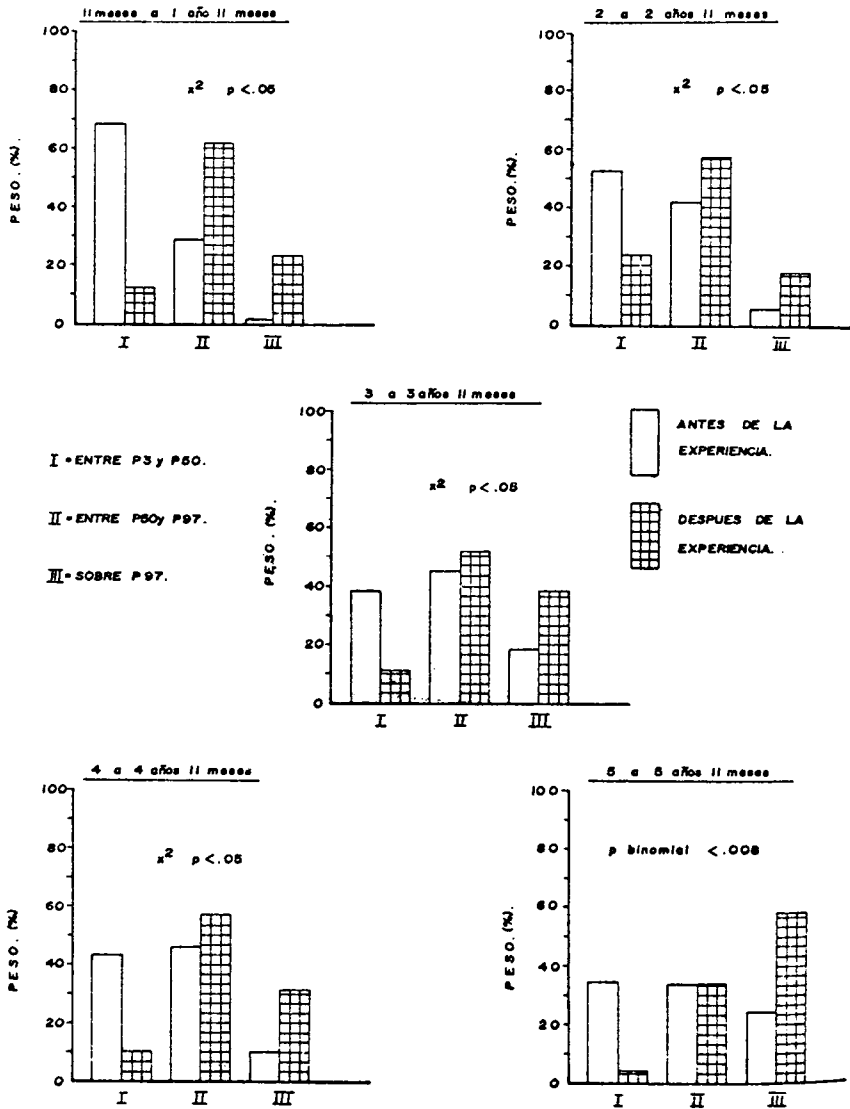 11 meses a 1 año 11 meses
100
80
60
40
20
0
PESO. (%).
x² p <.05
I II III
2 a 2 años 11 meses
100
80
60
40
20
0
PESO. (%).
x² p <.05
I II III
3 a 3 años 11 meses
100
80
60
40
20
0
PESO. (%).
x² p <.05
I II III
I = ENTRE P3 y P50.
II = ENTRE P50 y P97.
III = SOBRE P97.
ANTES DE LA
EXPERIENCIA.
DESPUES DE LA
EXPERIENCIA.
4 a 4 años 11 meses
100
80
60
40
20
0
PESO. (%).
x² p <.05
I II III
5 a 5 años 11 meses
100
80
60
40
20
0
PESO. (%).
p binomial <.008
I II III